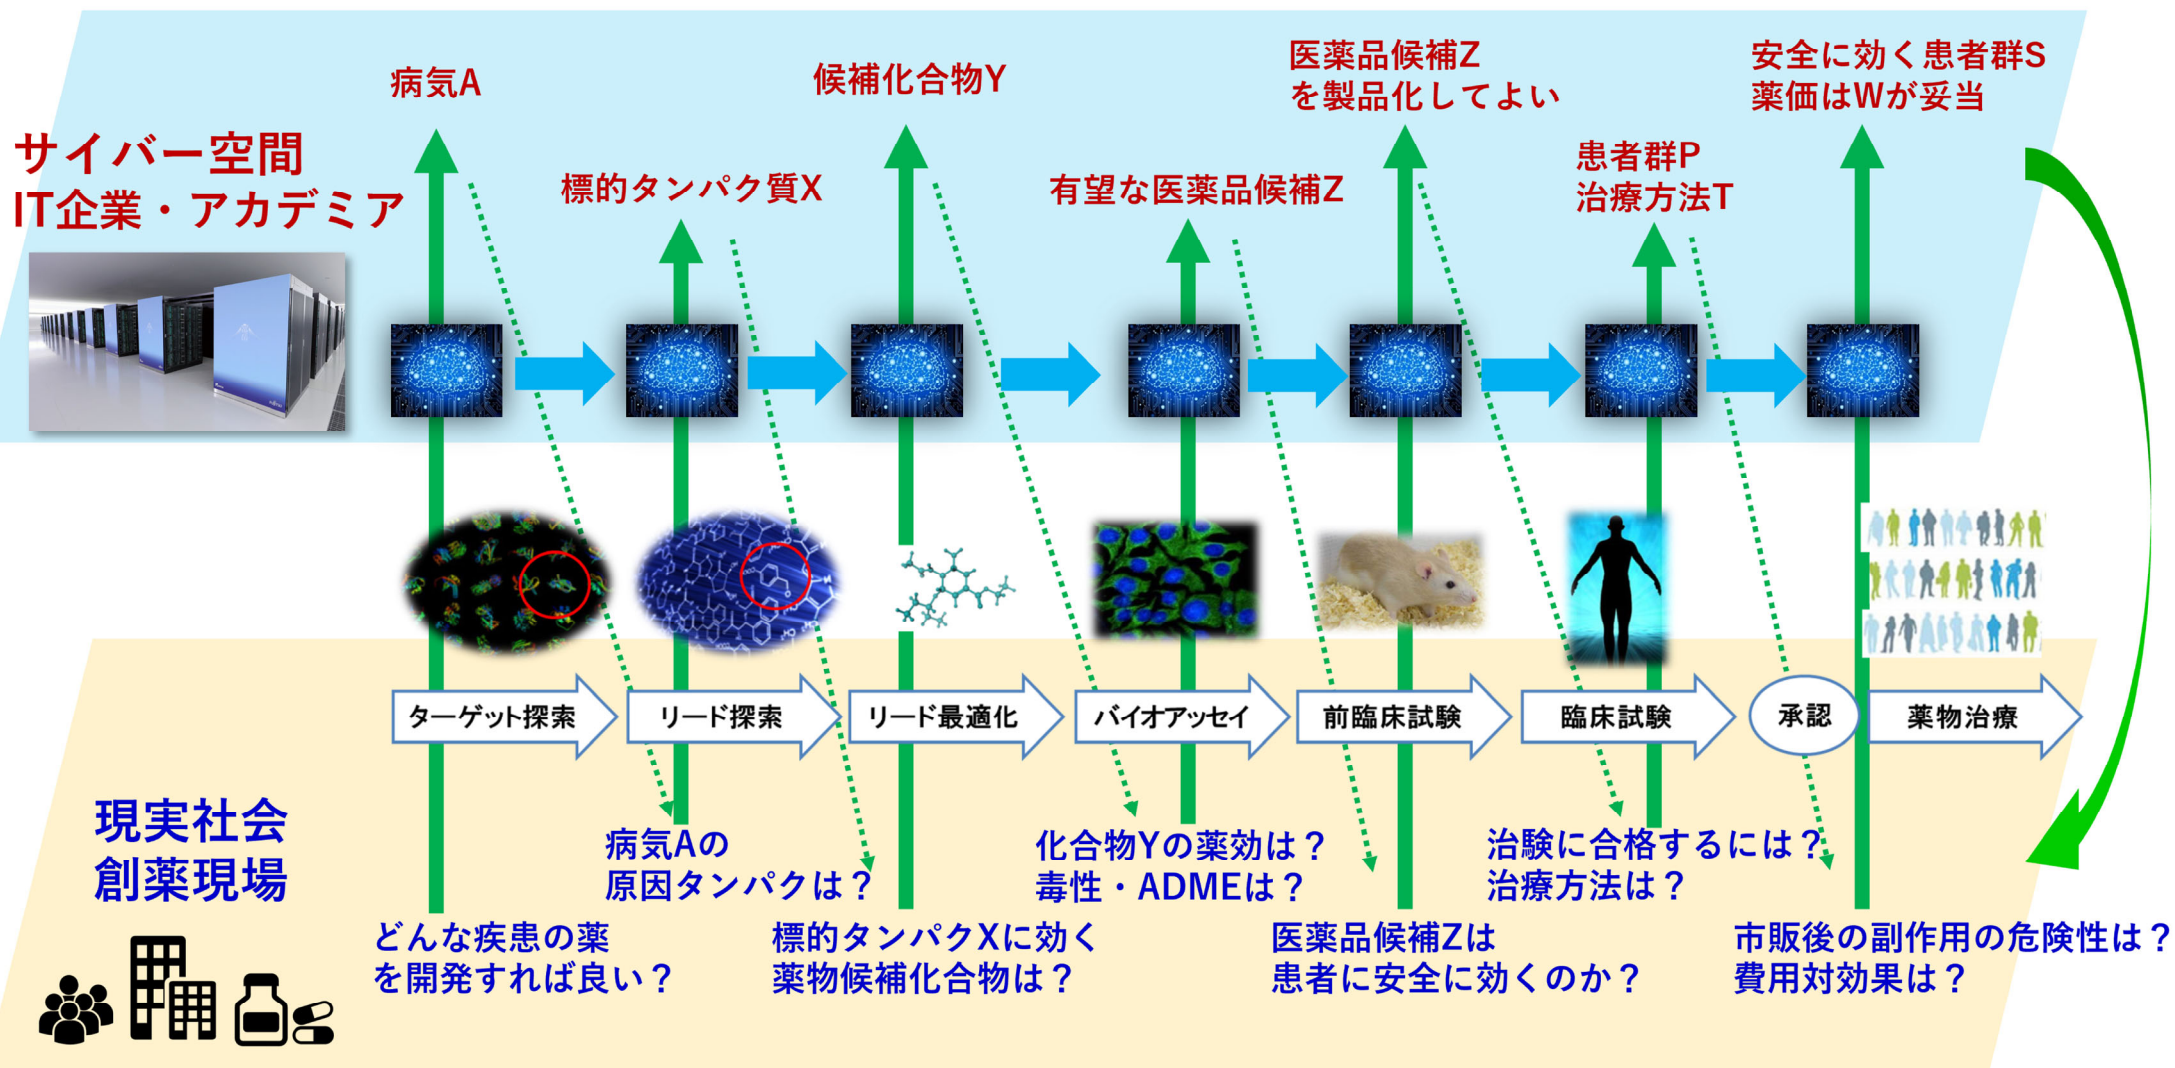 病気A
候補化合物Y
医薬品候補Z
を製品化してよい
安全に効く患者群S
薬価はWが妥当
サイバー空間
IT企業・アカデミア
標的タンパク質X
有望な医薬品候補Z
患者群P
治療方法T
ターゲット探索
リード探索
リード最適化
バイオアッセイ
前臨床試験
臨床試験
承認
薬物治療
現実社会
創薬現場
病気Aの
原因タンパクは？
化合物Yの薬効は？
毒性・ADMEは？
治験に合格するには？
治療方法は？
どんな疾患の薬
を開発すれば良い？
標的タンパクXに効く
薬物候補化合物は？
医薬品候補Zは
患者に安全に効くのか？
市販後の副作用の危険性は？
費用対効果は？